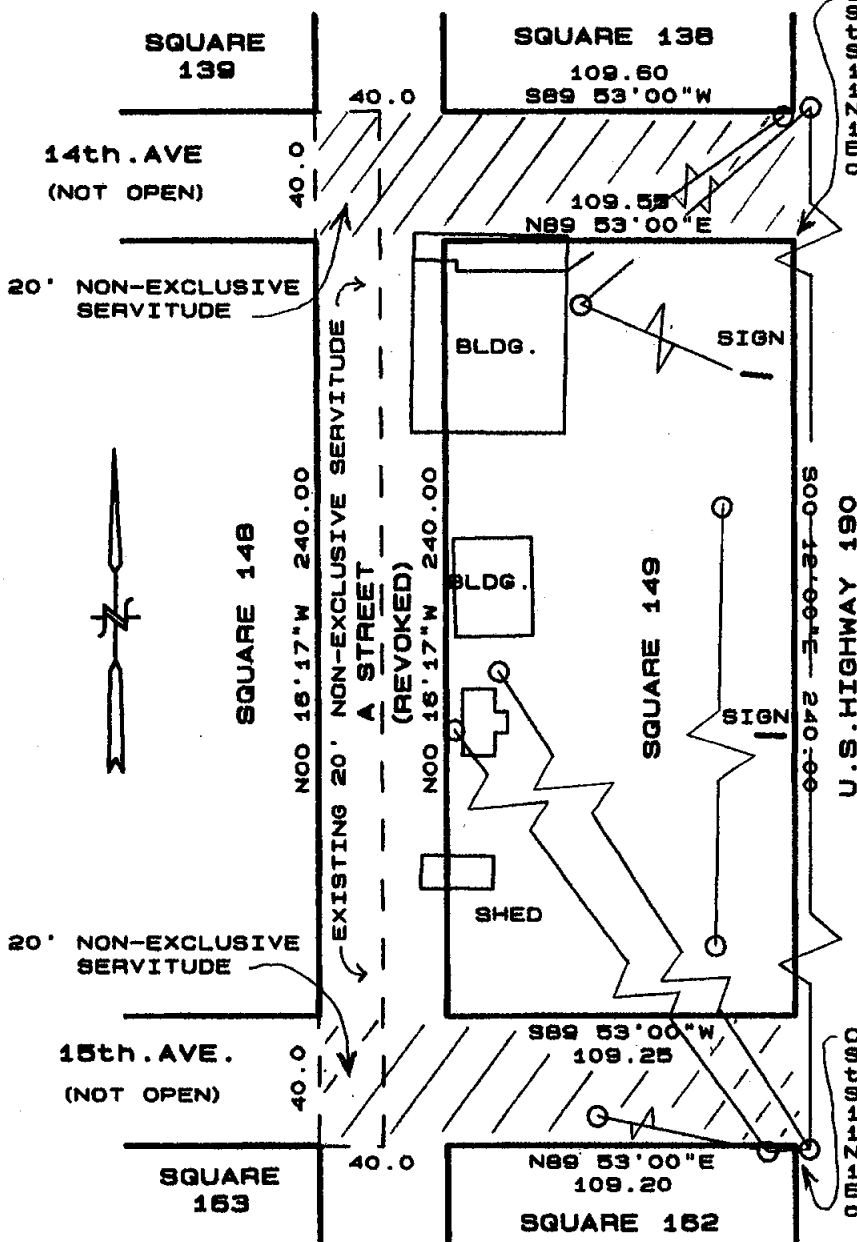 SQUARE
139
SQUARE 138
109.60
S89 53'00"W
40.0
14th.AVE
(NOT OPEN)
40.0
109.55
N89 53'00"E
20' NON-EXCLUSIVE
SERVITUDE
BLDG.
SIGN
EXISTING 20' NON-EXCLUSIVE SERVITUDE
SQUARE 148
N00 16'17"W 240.00
A STREET
(REVOKED)
N00 16'17"W 240.00
BLDG.
SQUARE 149
SIGN
S00 12'00"E 240.00
U.S.HIGHWAY 190
SHED
20' NON-EXCLUSIVE
SERVITUDE
15th.AVE.
(NOT OPEN)
40.0
S89 53'00"W
109.25
40.0
N89 53'00"E
109.20
SQUARE
153
SQUARE 152